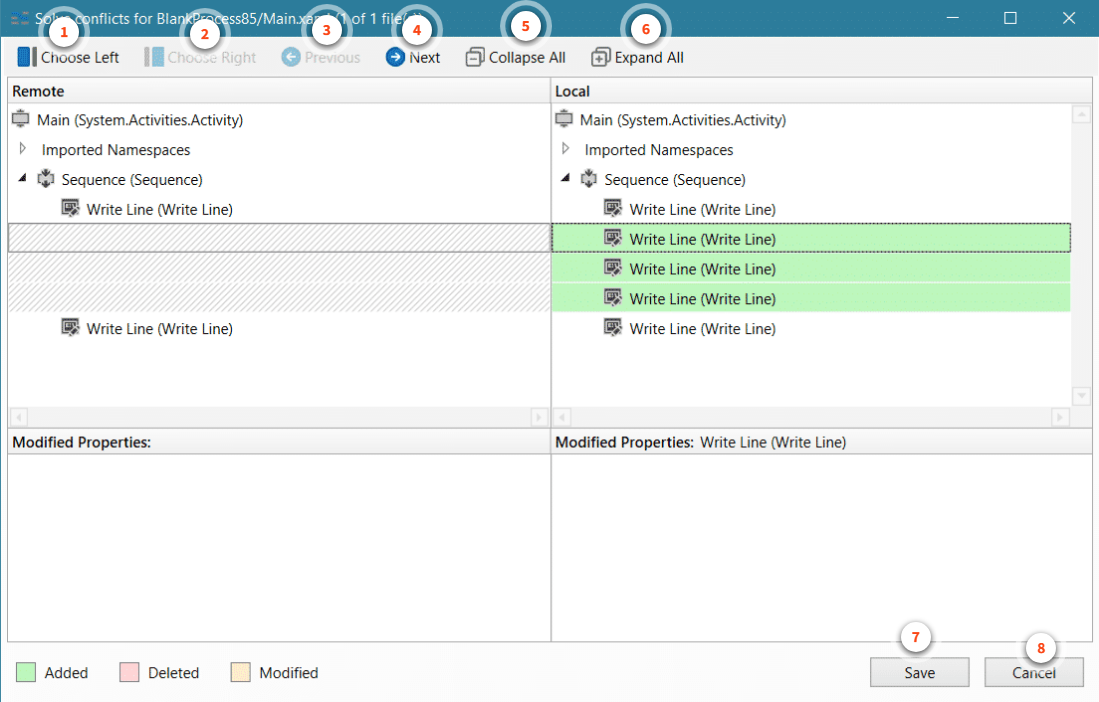 Solve conflicts for BlankProcess85/Main.xaml (1 of 1 file(s))
1 2 3 4 5 6
Choose Left Choose Right Previous Next Collapse All Expand All
Remote Local
Main (System.Activities.Activity) Main (System.Activities.Activity)
Imported Namespaces Imported Namespaces
Sequence (Sequence) Sequence (Sequence)
Write Line (Write Line) Write Line (Write Line)
Write Line (Write Line)
Write Line (Write Line)
Write Line (Write Line)
Write Line (Write Line) Write Line (Write Line)
Modified Properties: Modified Properties: Write Line (Write Line)
7 8
Added Deleted Modified Save Cancel